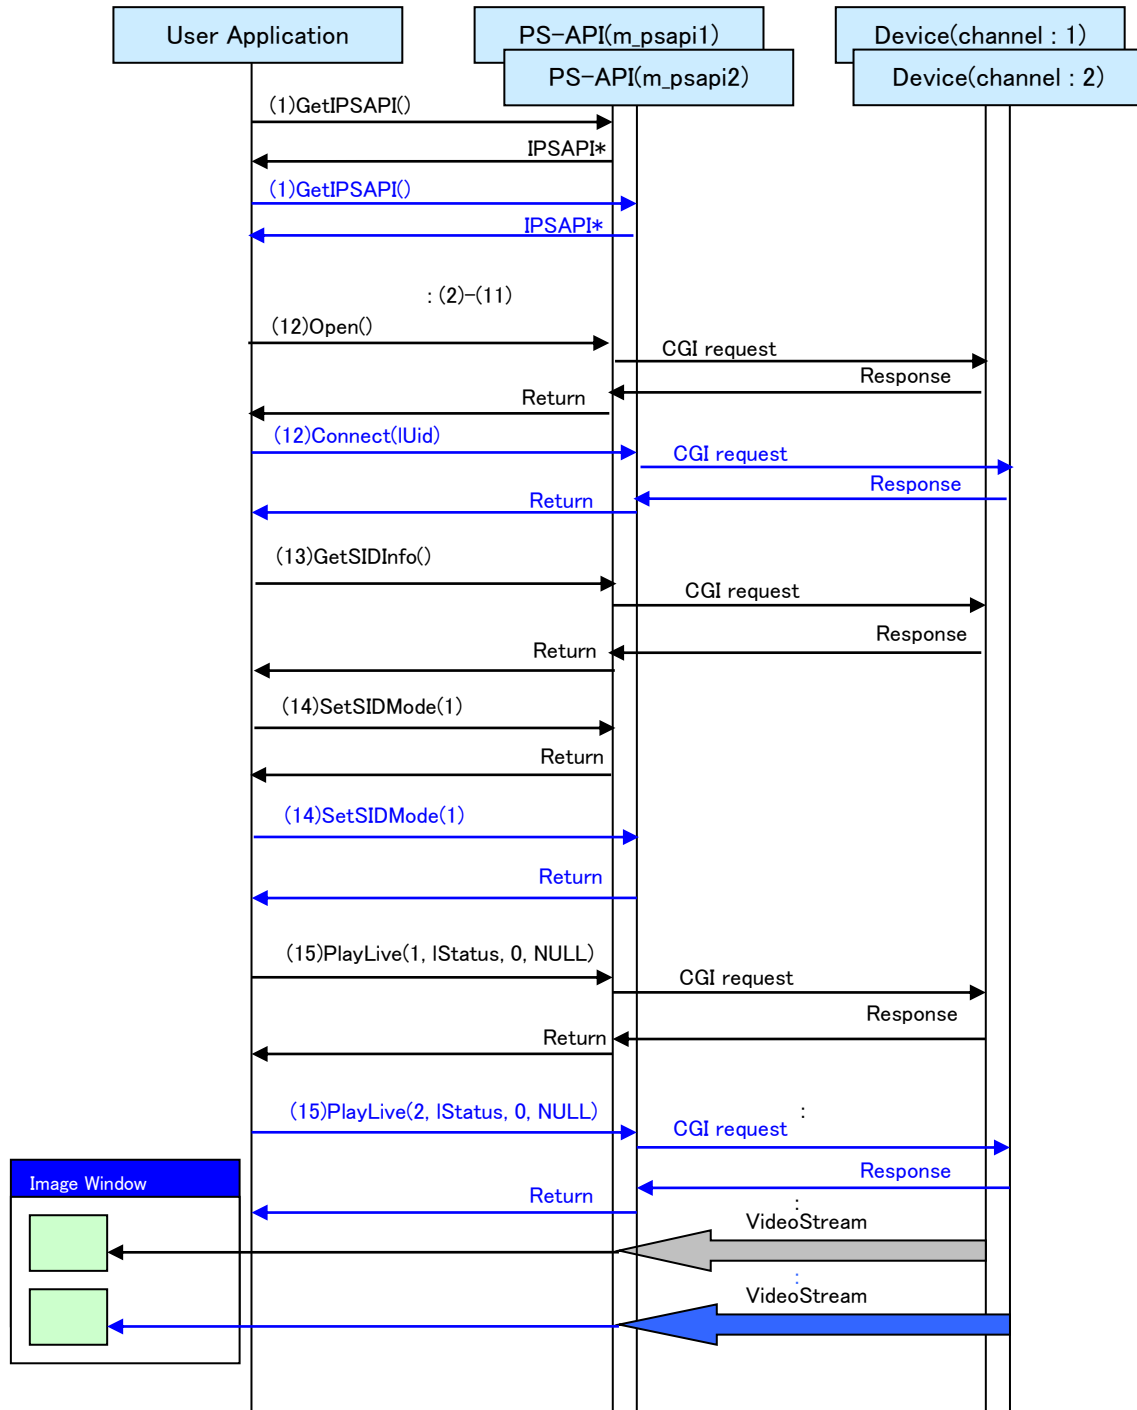 User Application
PS-API(m_psapi1)
Device(channel : 1)
PS-API(m_psapi2)
Device(channel : 2)
(1)GetIPSAPI()
IPSAPI*
(1)GetIPSAPI()
IPSAPI*
: (2)-(11)
(12)Open()
CGI request
Response
Return
(12)Connect(lUid)
CGI request
Response
Return
(13)GetSIDInfo()
CGI request
Response
Return
(14)SetSIDMode(1)
Return
(14)SetSIDMode(1)
Return
(15)PlayLive(1, lStatus, 0, NULL)
CGI request
Response
Return
(15)PlayLive(2, lStatus, 0, NULL)
:
CGI request
Response
Image Window
Return
:
VideoStream
:
VideoStream